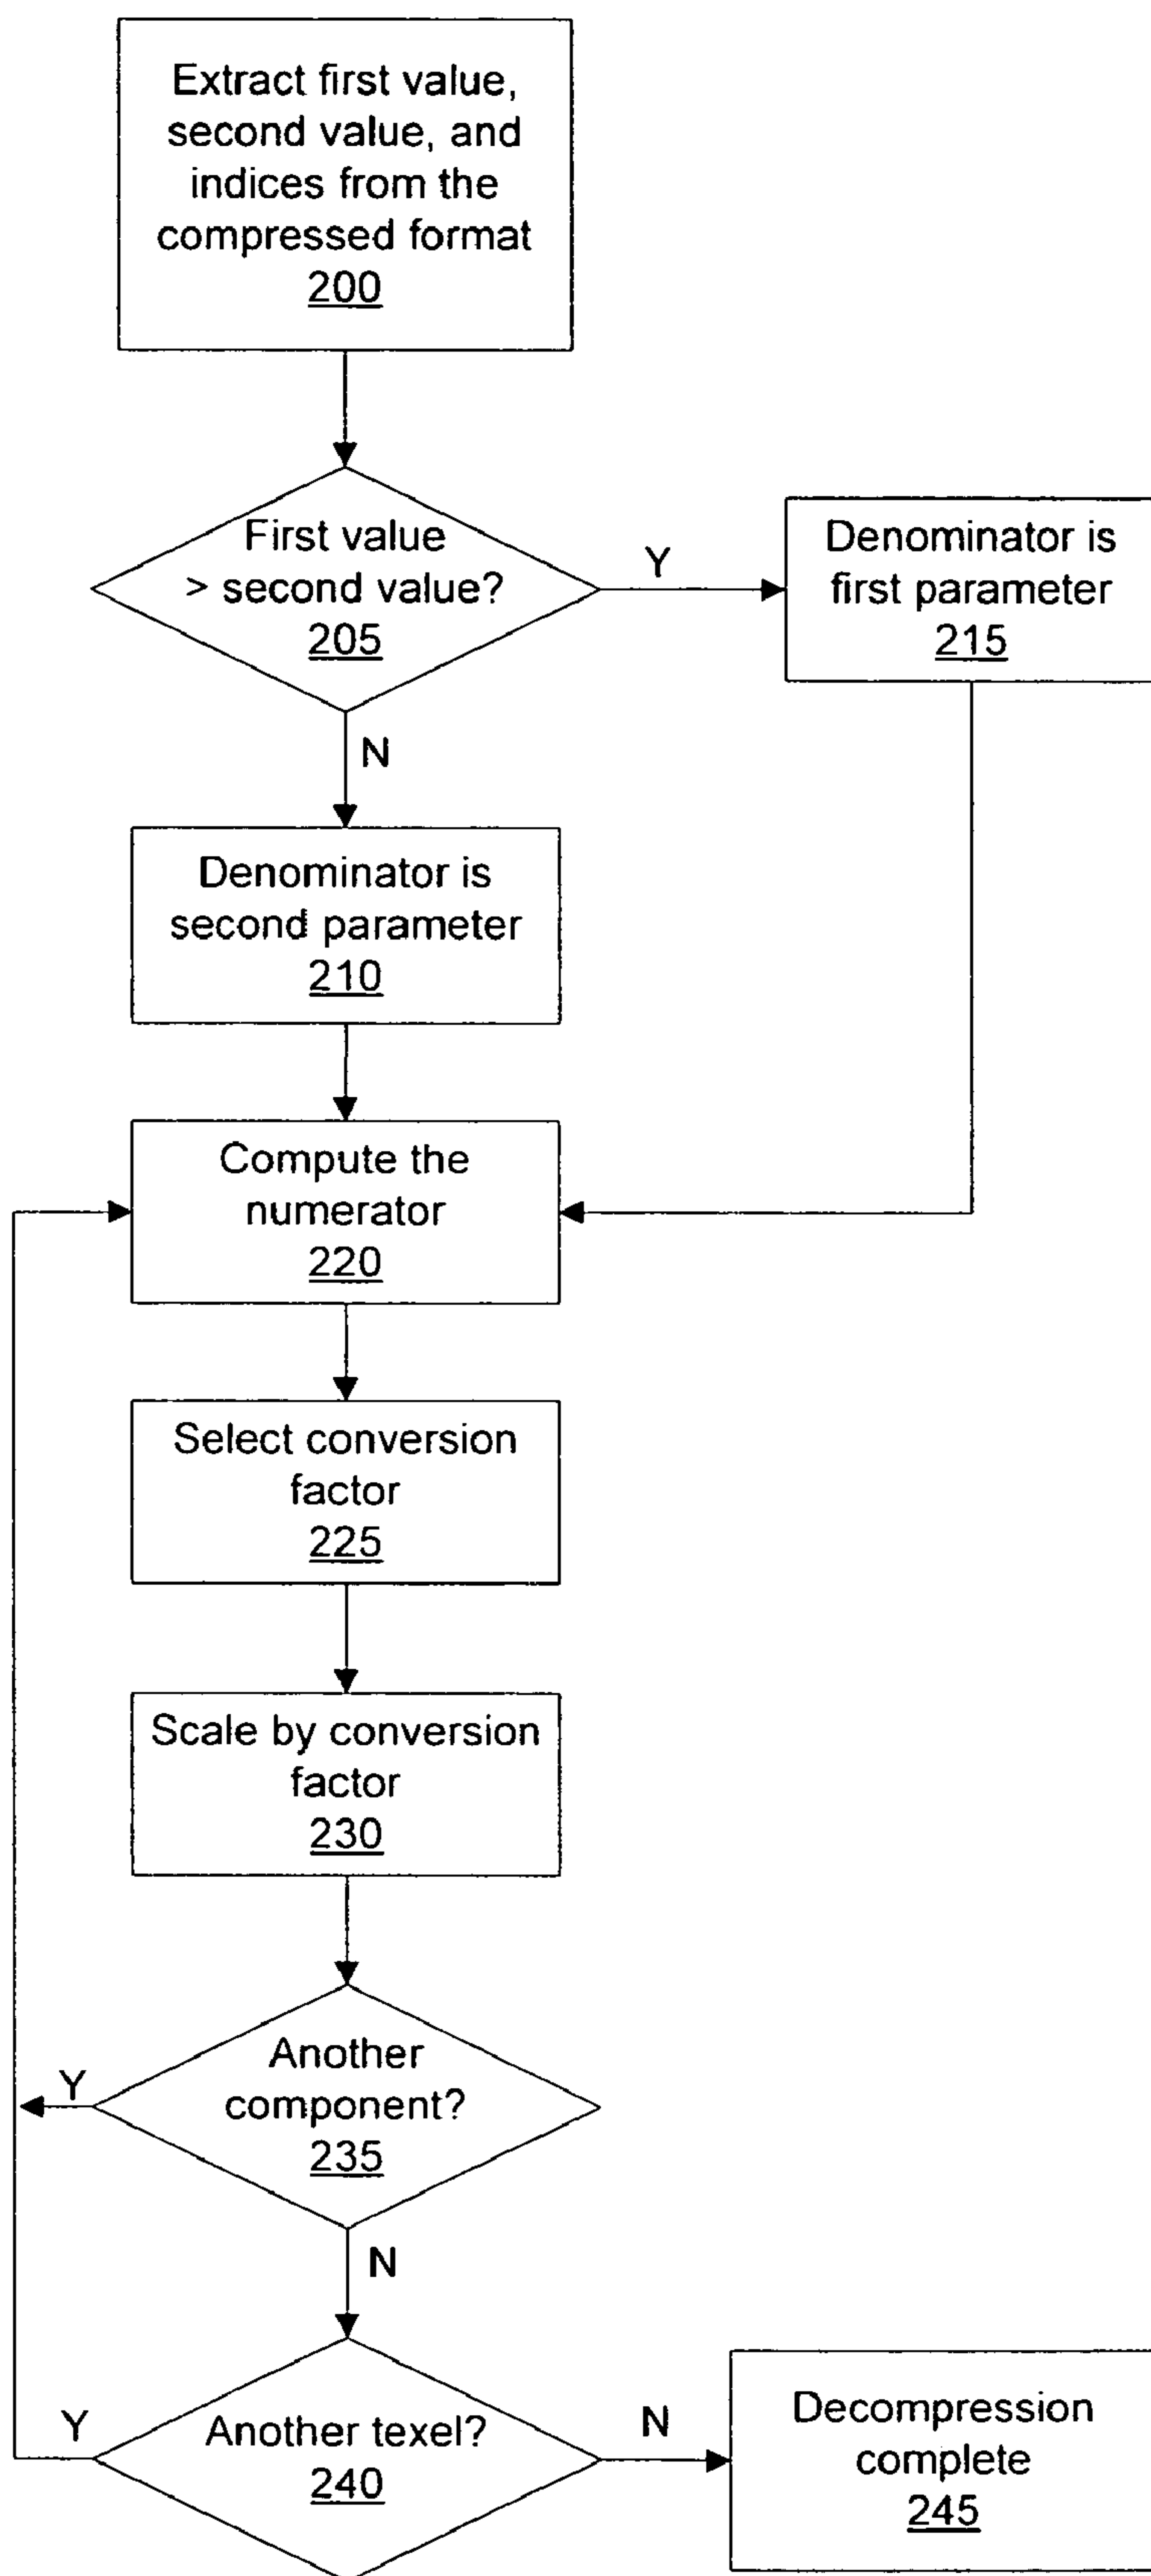 Extract first value,
second value, and
indices from the
compressed format
200
First value
> second value?
205
Y
Denominator is
first parameter
215
N
Denominator is
second parameter
210
Compute the
numerator
220
Select conversion
factor
225
Scale by conversion
factor
230
Another
component?
235
Y
N
Another texel?
240
Y
N
Decompression
complete
245